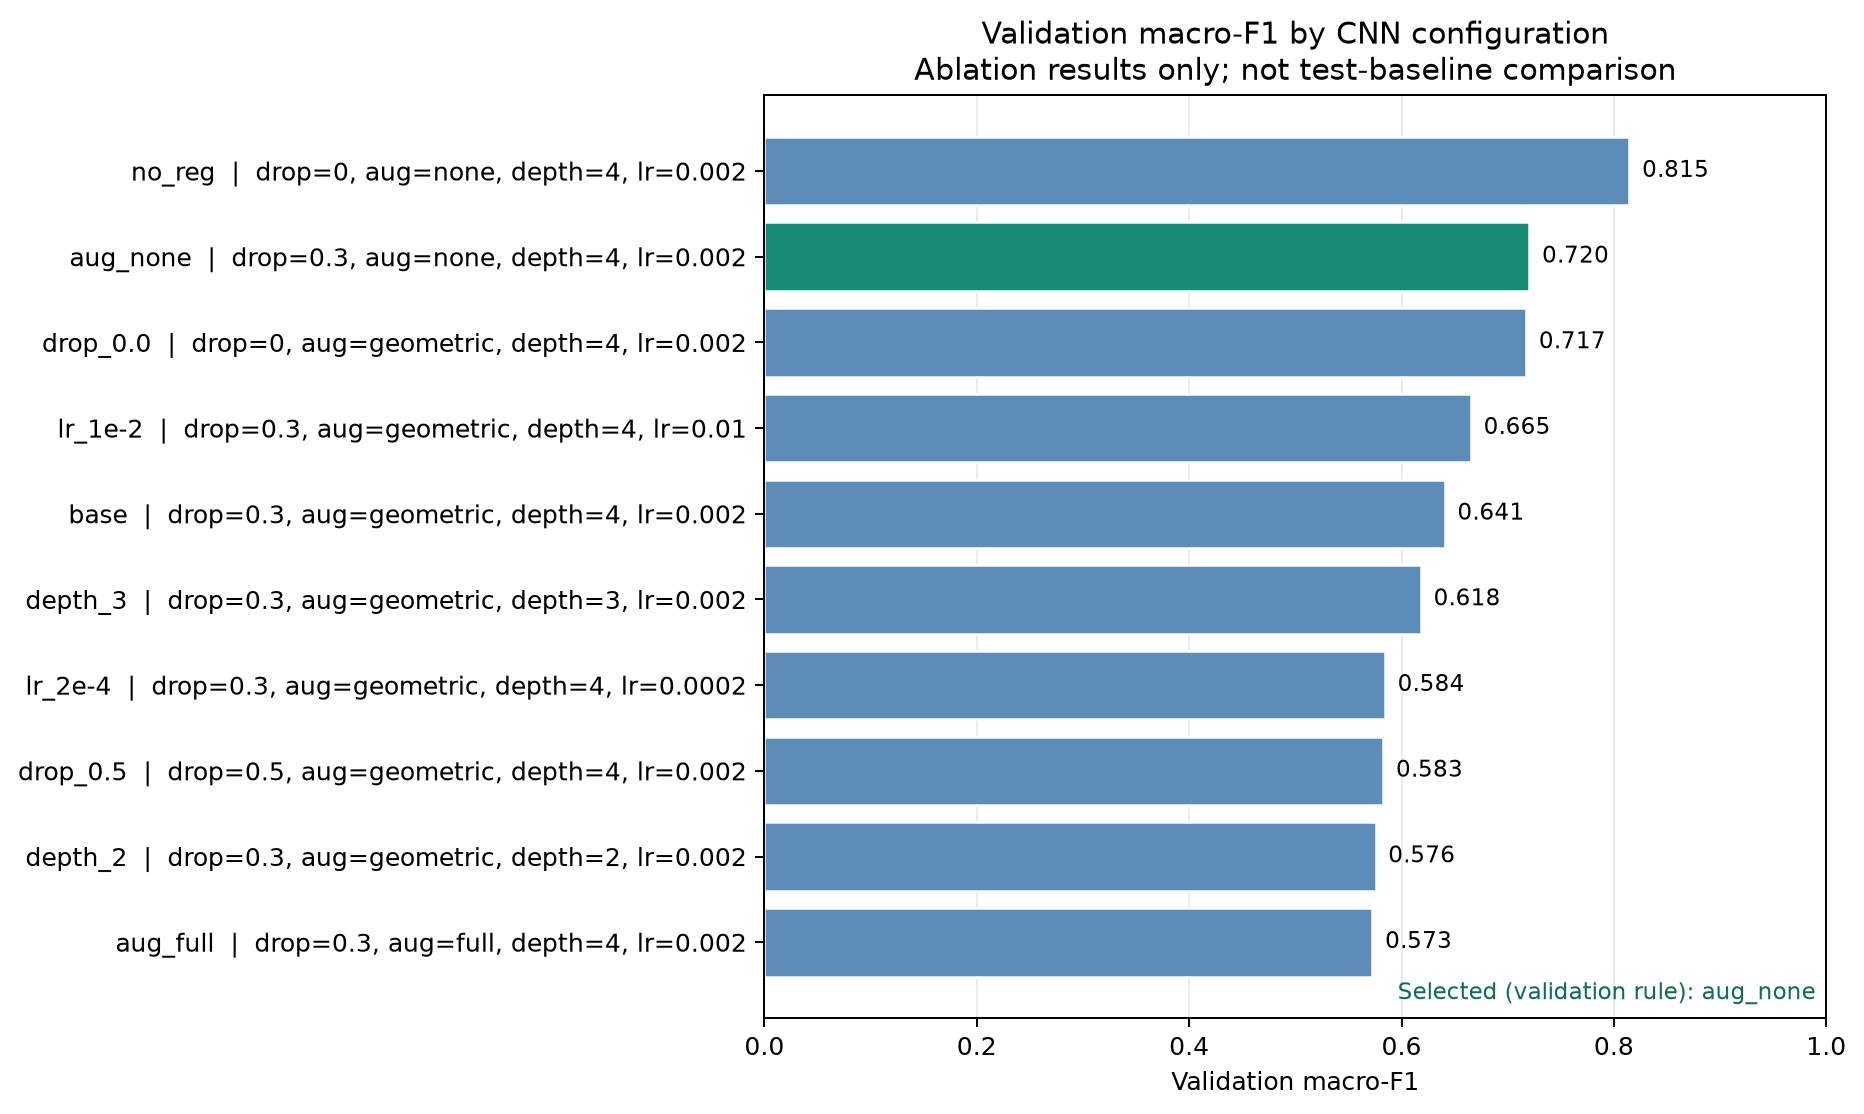 Validation macro-F1 by CNN configuration
Ablation results only; not test-baseline comparison
no_reg | drop=0, aug=none, depth=4, lr=0.002
0.815
aug_none | drop=0.3, aug=none, depth=4, lr=0.002
0.720
drop_0.0 | drop=0, aug=geometric, depth=4, lr=0.002
0.717
lr_1e-2 | drop=0.3, aug=geometric, depth=4, lr=0.01
0.665
base | drop=0.3, aug=geometric, depth=4, lr=0.002
0.641
depth_3 | drop=0.3, aug=geometric, depth=3, lr=0.002
0.618
lr_2e-4 | drop=0.3, aug=geometric, depth=4, lr=0.0002
0.584
drop_0.5 | drop=0.5, aug=geometric, depth=4, lr=0.002
0.583
depth_2 | drop=0.3, aug=geometric, depth=2, lr=0.002
0.576
aug_full | drop=0.3, aug=full, depth=4, lr=0.002
0.573
Selected (validation rule): aug_none
0.0 0.2 0.4 0.6 0.8 1.0
Validation macro-F1